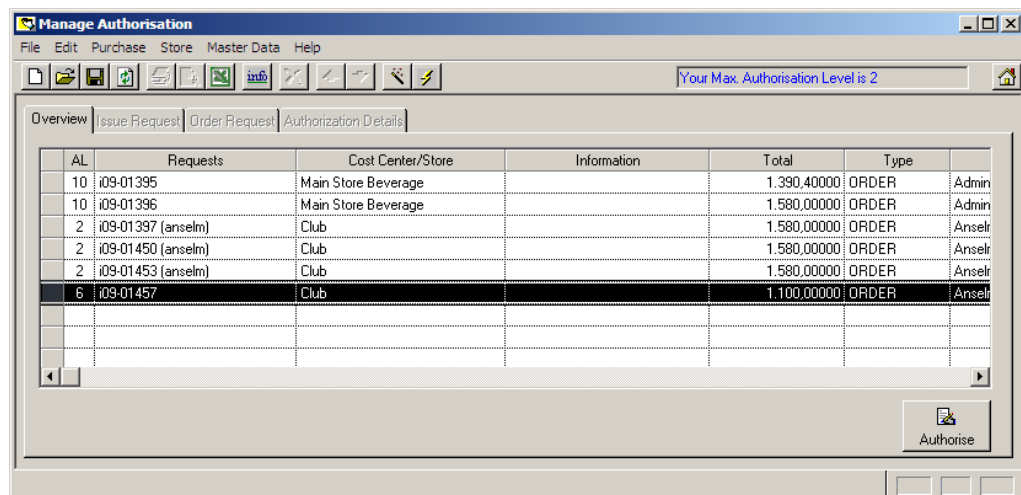 Manage Authorisation
File Edit Purchase Store Master Data Help
info Your Max. Authorisation Level is 2
Overview Issue Request Order Request Authorization Details
AL Requests Cost Center/Store Information Total Type
10 i09-01395 Main Store Beverage 1.390,40000 ORDER Admin
10 i09-01396 Main Store Beverage 1.580,00000 ORDER Admin
2 i09-01397 (anselm) Club 1.580,00000 ORDER Anselr
2 i09-01450 (anselm) Club 1.580,00000 ORDER Anselr
2 i09-01453 (anselm) Club 1.580,00000 ORDER Anselr
6 i09-01457 Club 1.100,00000 ORDER Anselr
Authorise